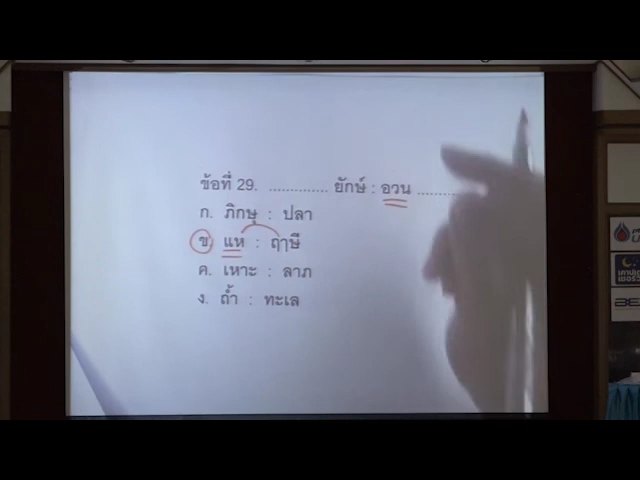 ข้อที่ 29. .............. ยักษ์ : อวน ..........
ก. ภิกษุ : ปลา
ข. แห : ฤาษี
ค. เหาะ : ลาภ
ง. ถ้ำ : ทะเล